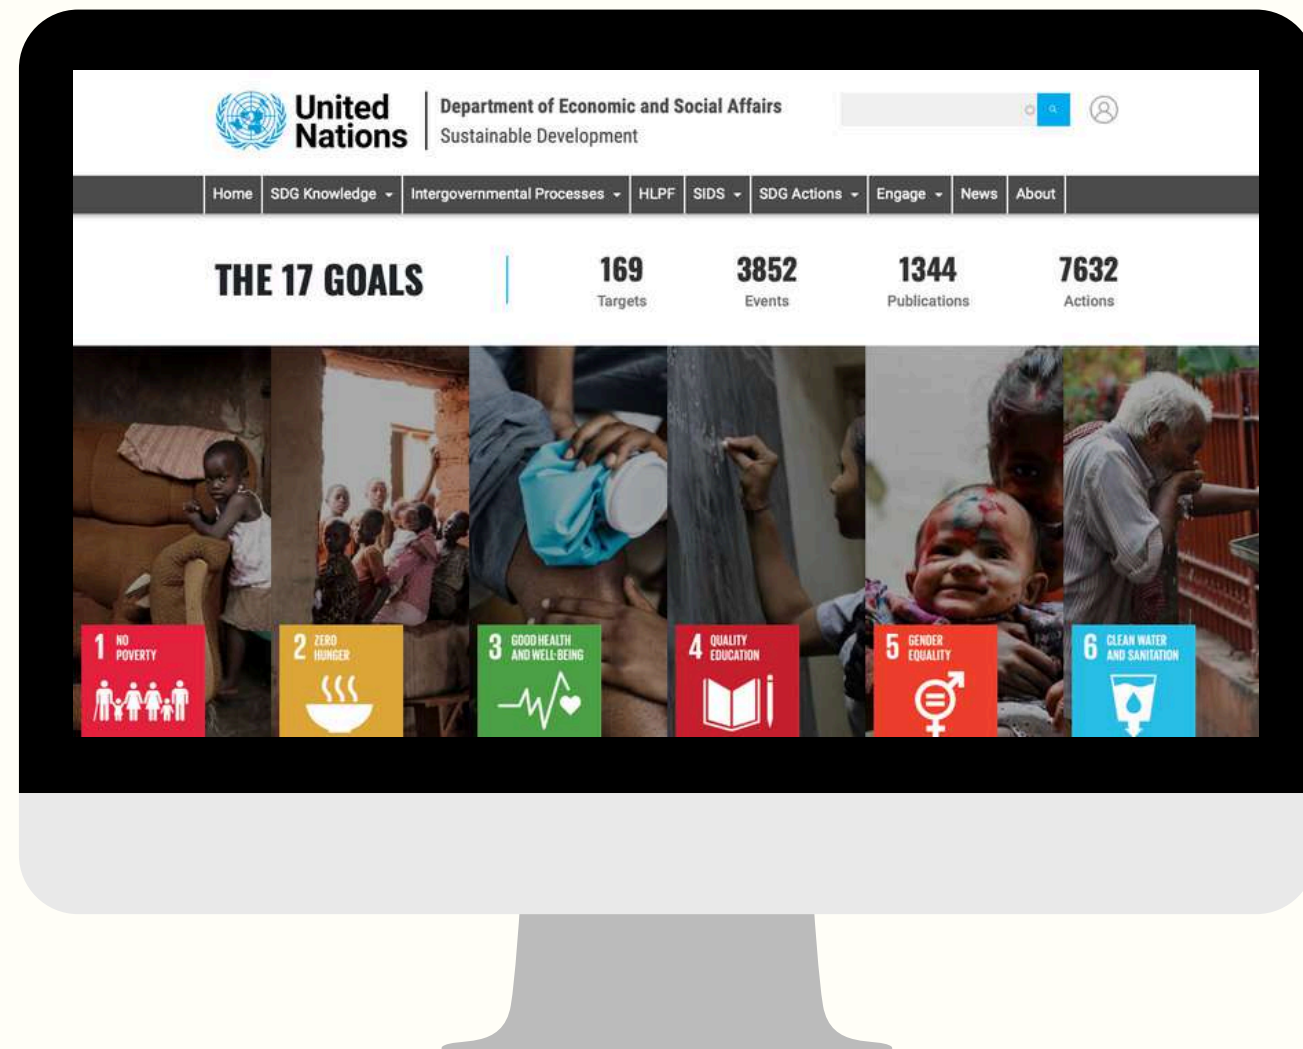 United
Nations
Department of Economic and Social Affairs
Sustainable Development
Home SDG Knowledge Intergovernmental Processes HLPF SIDS SDG Actions Engage News About
THE 17 GOALS
169
Targets
3852
Events
1344
Publications
7632
Actions
1 NO
POVERTY
2 ZERO
HUNGER
3 GOOD HEALTH
AND WELL-BEING
4 QUALITY
EDUCATION
5 GENDER
EQUALITY
6 CLEAN WATER
AND SANITATION